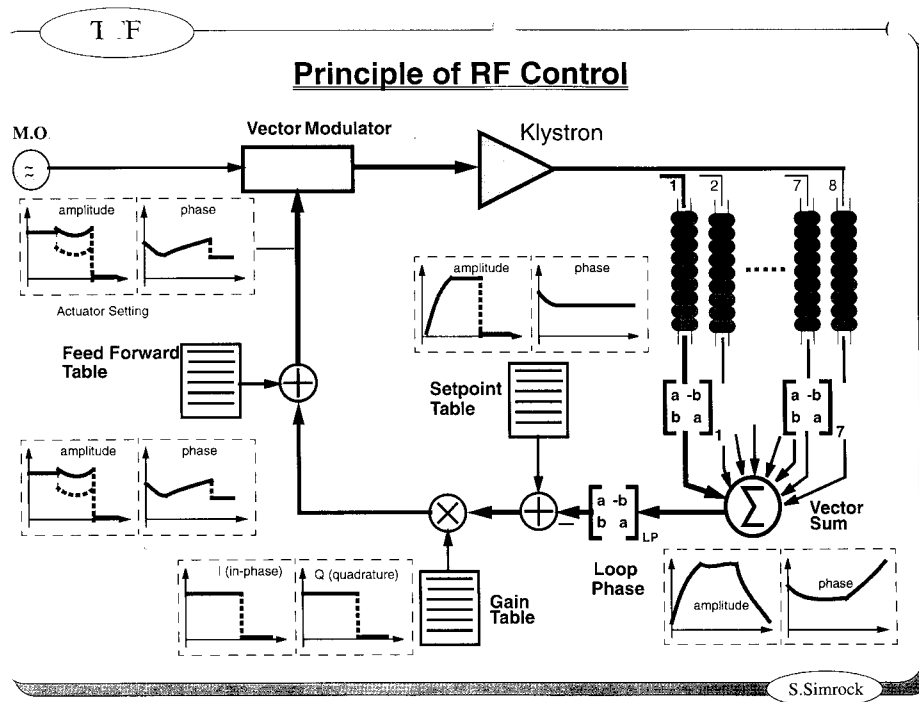 Principle of RF Control
M.O.
Vector Modulator
Klystron
1
2
7
8
amplitude
phase
Actuator Setting
amplitude
phase
Feed Forward
Table
Setpoint
Table
a -b
b a
1
a -b
b a
7
amplitude
phase
Σ
Vector
Sum
a -b
b a
LP
Loop
Phase
I (in-phase)
Q (quadrature)
Gain
Table
amplitude
phase
S.Simrock